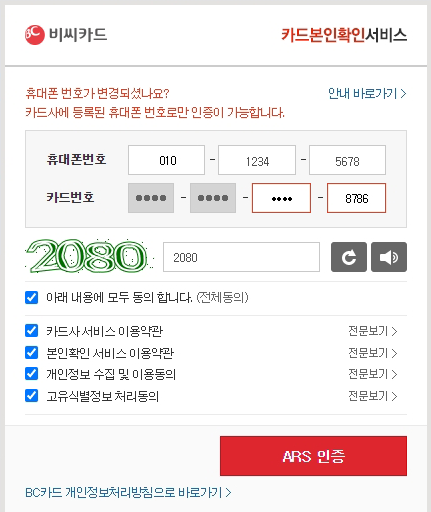 비씨카드
카드본인확인서비스
휴대폰 번호가 변경되셨나요? 안내 바로가기 >
카드사에 등록된 휴대폰 번호로만 인증이 가능합니다.
휴대폰번호 010 - 1234 - 5678
카드번호 ●●●● - ●●●● - ●●●● - 8786
2080 2080
아래 내용에 모두 동의 합니다. (전체동의)
카드사 서비스 이용약관 전문보기 >
본인확인 서비스 이용약관 전문보기 >
개인정보 수집 및 이용동의 전문보기 >
고유식별정보 처리동의 전문보기 >
ARS 인증
BC카드 개인정보처리방침으로 바로가기 >